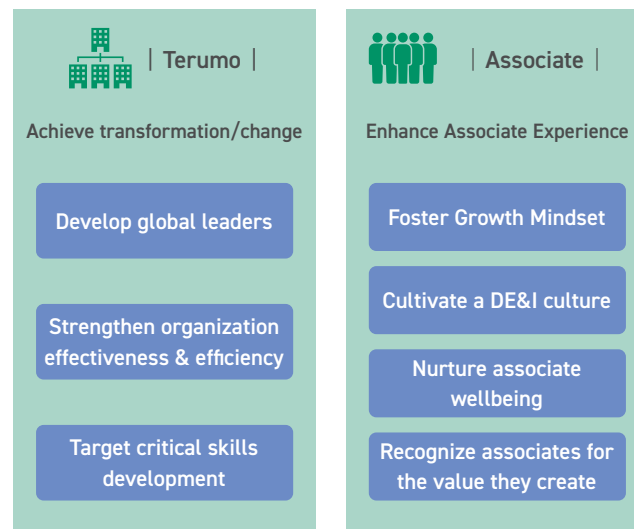 | Terumo |
Achieve transformation/change
Develop global leaders
Strengthen organization
effectiveness & efficiency
Target critical skills
development
| Associate |
Enhance Associate Experience
Foster Growth Mindset
Cultivate a DE&I culture
Nurture associate
wellbeing
Recognize associates for
the value they create